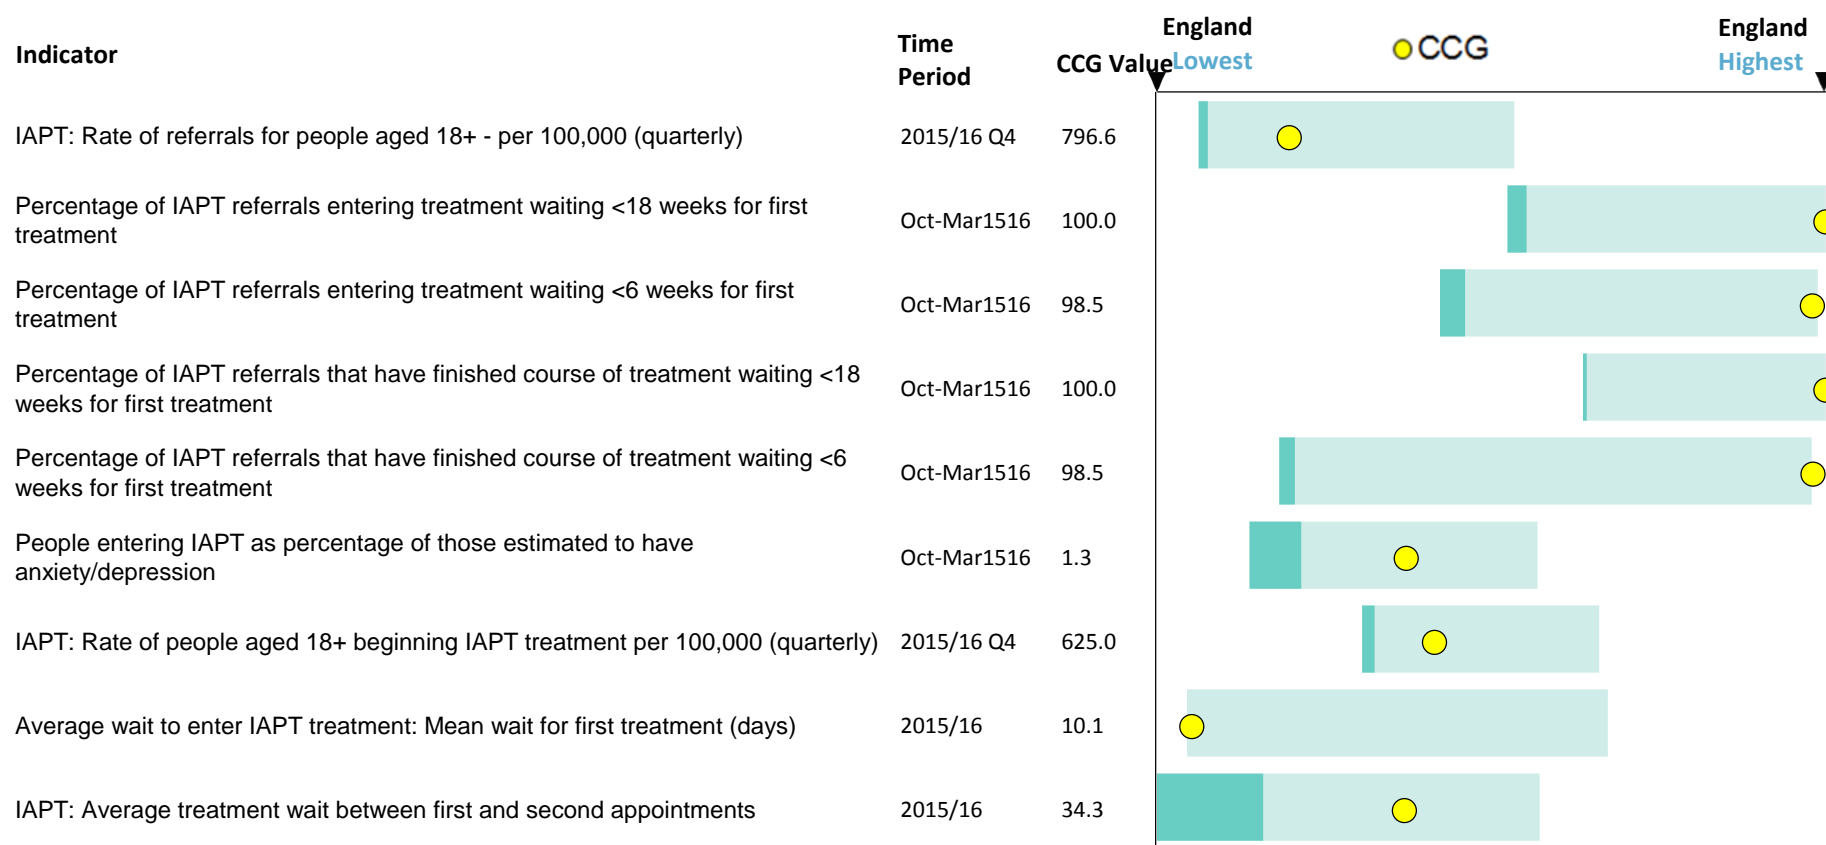 Indicator
Time
Period
CCG Value
England
Lowest
CCG
England
Highest
IAPT: Rate of referrals for people aged 18+ - per 100,000 (quarterly) 2015/16 Q4 796.6
Percentage of IAPT referrals entering treatment waiting <18 weeks for first
treatment
Oct-Mar1516 100.0
Percentage of IAPT referrals entering treatment waiting <6 weeks for first
treatment
Oct-Mar1516 98.5
Percentage of IAPT referrals that have finished course of treatment waiting <18
weeks for first treatment
Oct-Mar1516 100.0
Percentage of IAPT referrals that have finished course of treatment waiting <6
weeks for first treatment
Oct-Mar1516 98.5
People entering IAPT as percentage of those estimated to have
anxiety/depression
Oct-Mar1516 1.3
IAPT: Rate of people aged 18+ beginning IAPT treatment per 100,000 (quarterly) 2015/16 Q4 625.0
Average wait to enter IAPT treatment: Mean wait for first treatment (days) 2015/16 10.1
IAPT: Average treatment wait between first and second appointments 2015/16 34.3